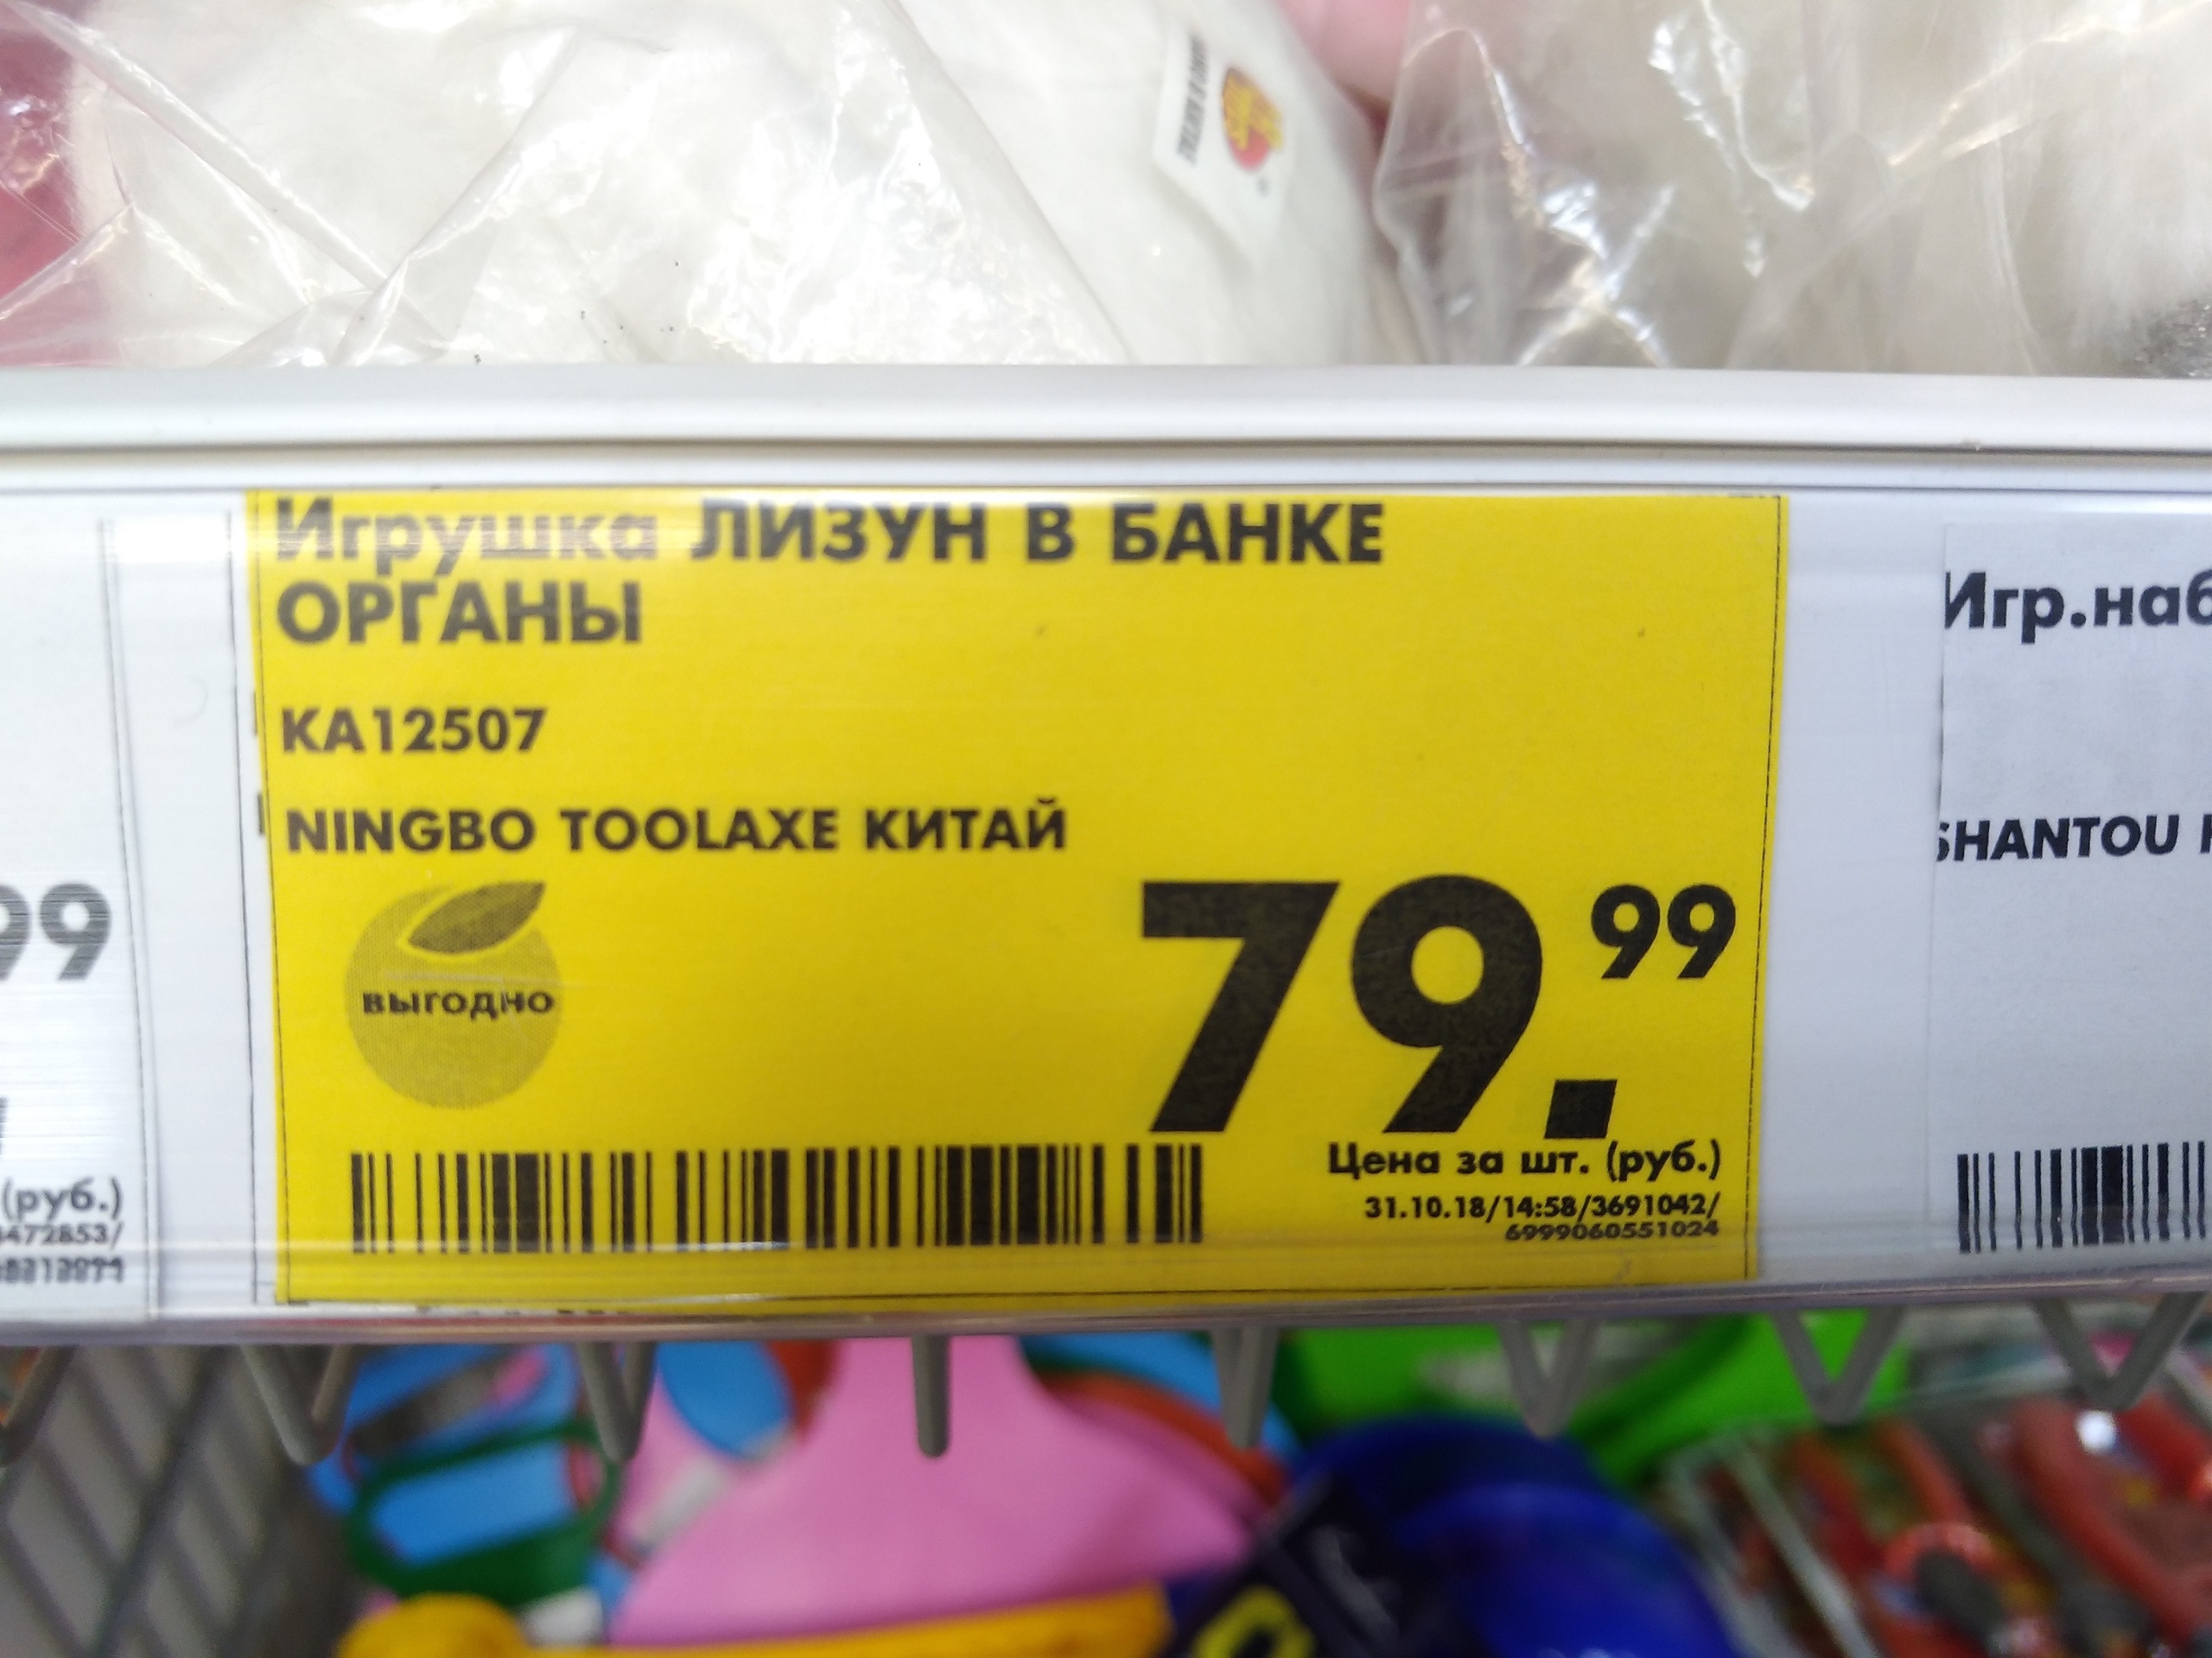 Игрушка ЛИЗУН В БАНКЕ
ОРГАНЫ
KA12507
NINGBO TOOLAXE КИТАЙ
ВЫГОДНО
79.99
Цена за шт. (руб.)
31.10.18/14:58/3691042/
6999060551024
99
(руб.)
472853/
Игр.наб
SHANTOU